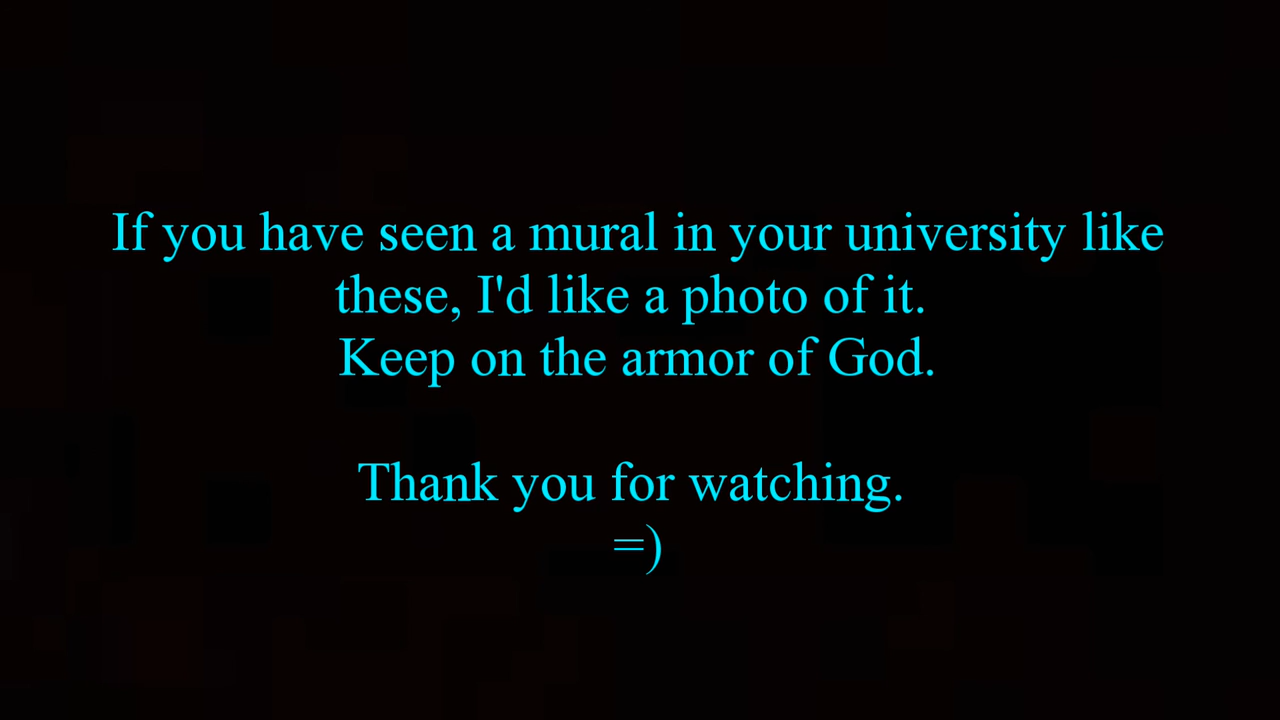 If you have seen a mural in your university like
these, I'd like a photo of it.
Keep on the armor of God.
Thank you for watching.
=)